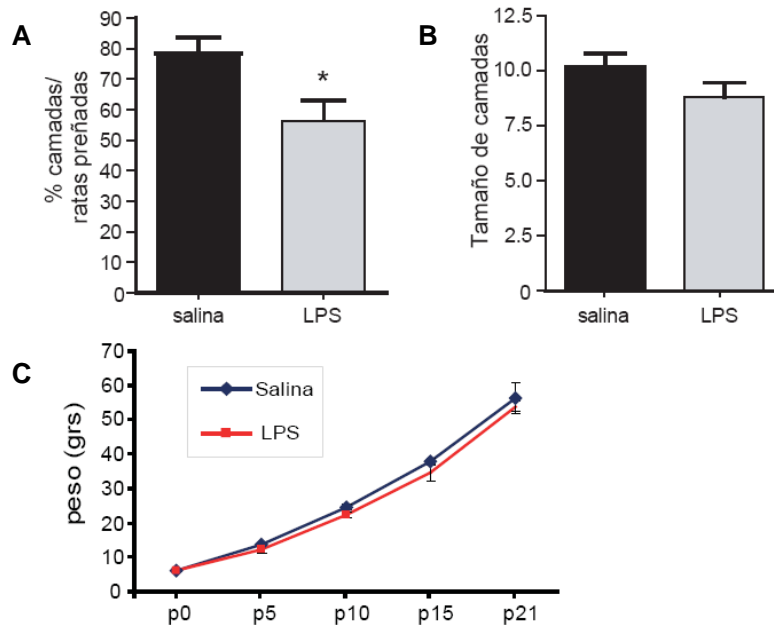 A
% camadas/
ratas preñadas
90
80
70
60
50
40
30
20
10
0
*
salina
LPS
B
Tamaño de camadas
12.5
10.0
7.5
5.0
2.5
0
salina
LPS
C
peso (grs)
70
60
50
40
30
20
10
0
Salina
LPS
p0
p5
p10
p15
p21